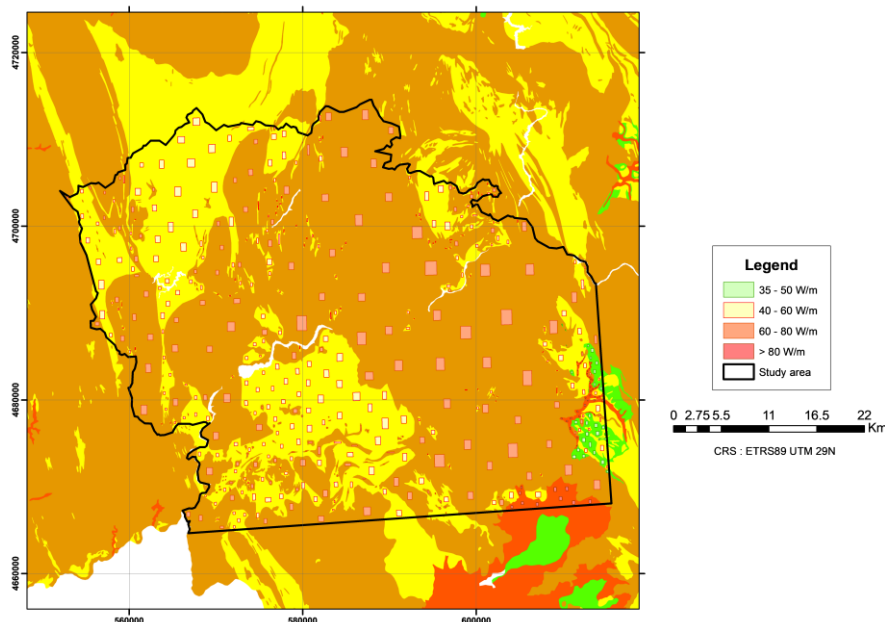 4720000
4700000
4680000
4660000
560000
580000
600000
Legend
35 - 50 W/m
40 - 60 W/m
60 - 80 W/m
> 80 W/m
Study area
0 2.75 5.5 11 16.5 22
Km
CRS : ETRS89 UTM 29N